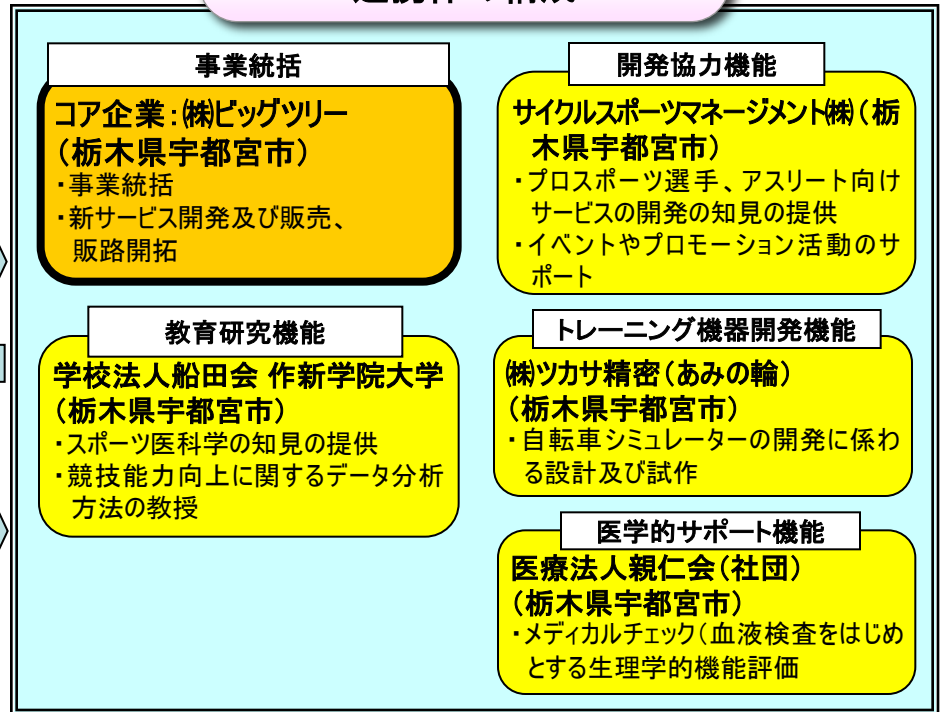 事業統括
コア企業：㈱ビッグツリー
（栃木県宇都宮市）
・事業統括
・新サービス開発及び販売、
販路開拓
開発協力機能
サイクルスポーツマネージメント㈱（栃
木県宇都宮市）
・プロスポーツ選手、アスリート向け
サービスの開発の知見の提供
・イベントやプロモーション活動のサ
ポート
教育研究機能
学校法人船田会 作新学院大学
（栃木県宇都宮市）
・スポーツ医科学の知見の提供
・競技能力向上に関するデータ分析
方法の教授
トレーニング機器開発機能
㈱ツカサ精密（あみの輪）
（栃木県宇都宮市）
・自転車シミュレーターの開発に係わ
る設計及び試作
医学的サポート機能
医療法人親仁会（社団）
（栃木県宇都宮市）
・メディカルチェック（血液検査をはじめ
とする生理学的機能評価